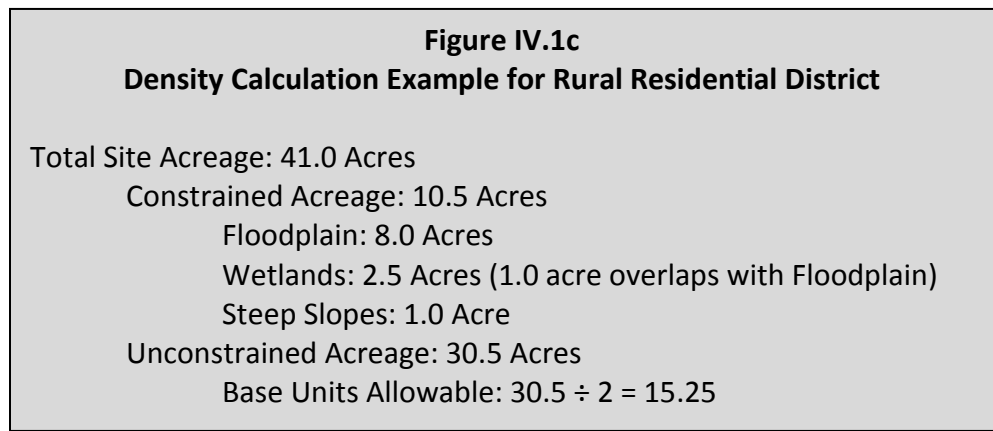 Figure IV.1c
Density Calculation Example for Rural Residential District
Total Site Acreage: 41.0 Acres
Constrained Acreage: 10.5 Acres
Floodplain: 8.0 Acres
Wetlands: 2.5 Acres (1.0 acre overlaps with Floodplain)
Steep Slopes: 1.0 Acre
Unconstrained Acreage: 30.5 Acres
Base Units Allowable: 30.5 ÷ 2 = 15.25